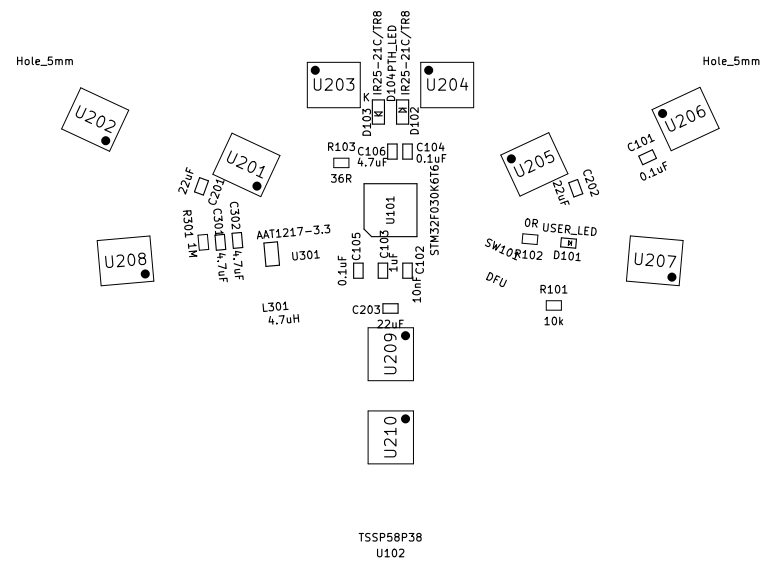 Hole_5mm
Hole_5mm
IR25-21C/TR8
D104PTH_LED
IR25-21C/TR8
U203
U204
K
D103
D102
U202
U206
U201
U205
R103
36R
C106
4.7uF
C104
0.1uF
C101
0.1uF
22uF
C201
22uF
C202
STM32F030K6T6
U101
R301 1M
C301
4.7uF
C302
4.7uF
AAT1217-3.3
U301
C105
0.1uF
C103
1uF
C102
10nF
0R
USER_LED
SW101
R102
D101
DFU
R101
10k
U208
U207
L301
4.7uH
C203
22uF
U209
U210
TSSP58P38
U102